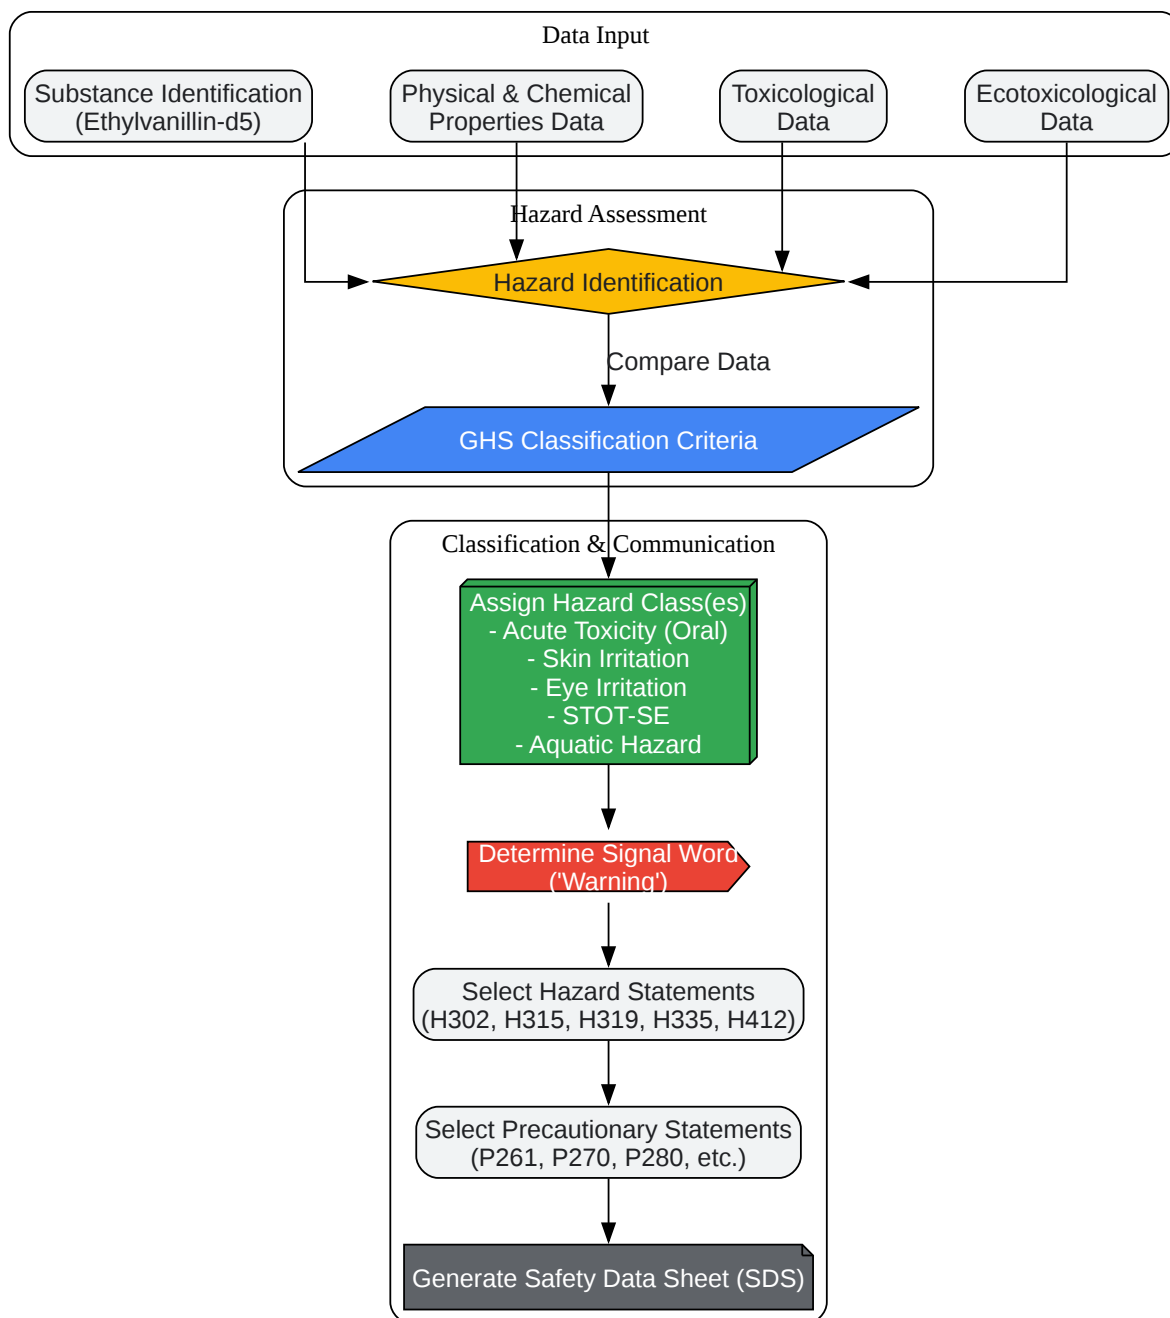 Data Input
Substance Identification
(Ethylvanillin-d5)
Physical & Chemical
Properties Data
Toxicological
Data
Ecotoxicological
Data
Hazard Assessment
Hazard Identification
Compare Data
GHS Classification Criteria
Classification & Communication
Assign Hazard Class(es)
- Acute Toxicity (Oral)
- Skin Irritation
- Eye Irritation
- STOT-SE
- Aquatic Hazard
Determine Signal Word
('Warning')
Select Hazard Statements
(H302, H315, H319, H335, H412)
Select Precautionary Statements
(P261, P270, P280, etc.)
Generate Safety Data Sheet (SDS)